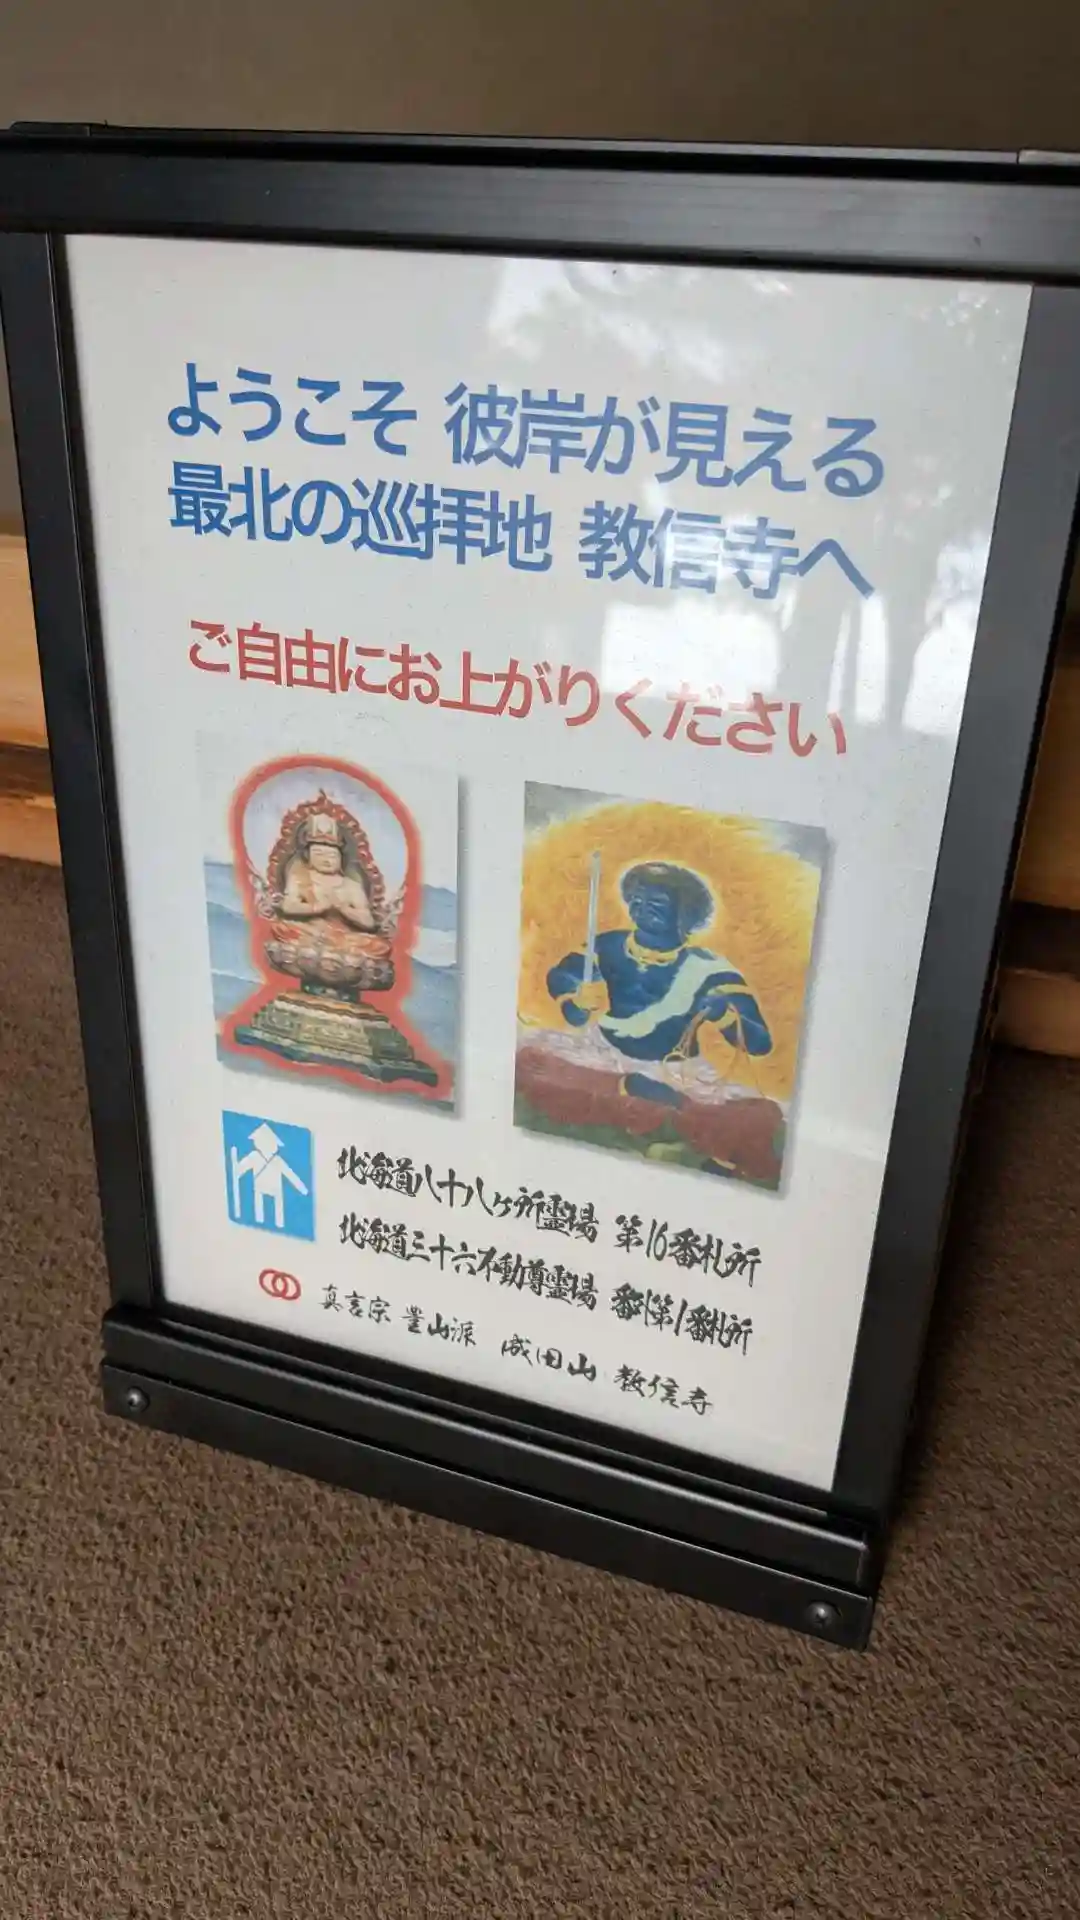 ようこそ 彼岸が見える
最北の巡拝地 教信寺へ
ご自由にお上がりください
北海道八十八ヶ所霊場 第16番札所
北海道三十六不動尊霊場 番外第1番札所
真言宗 豊山派 成田山 教信寺